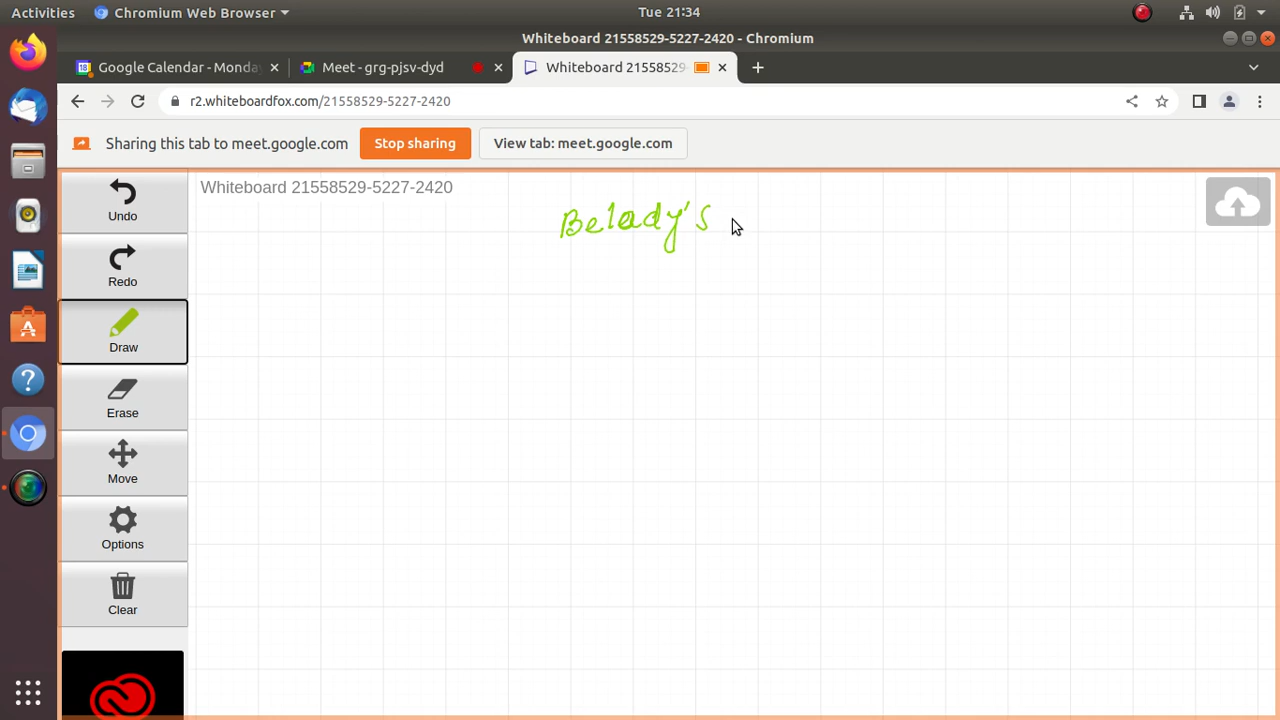 Activities Chromium Web Browser Tue 21:34
Whiteboard 21558529-5227-2420 - Chromium
Google Calendar - Monday Meet - grg-pjsv-dyd Whiteboard 21558529-
r2.whiteboardfox.com/21558529-5227-2420
Sharing this tab to meet.google.com Stop sharing View tab: meet.google.com
Whiteboard 21558529-5227-2420
Belady's
Undo
Redo
Draw
Erase
Move
Options
Clear